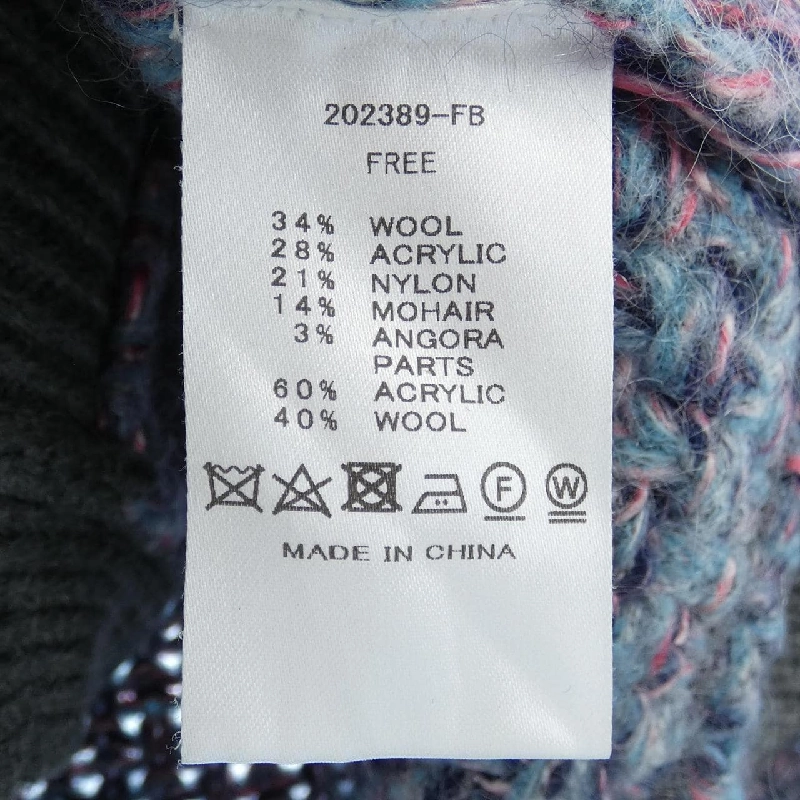 202389-FB
FREE
34% WOOL
28% ACRYLIC
21% NYLON
14% MOHAIR
3% ANGORA
PARTS
60% ACRYLIC
40% WOOL
F W
MADE IN CHINA